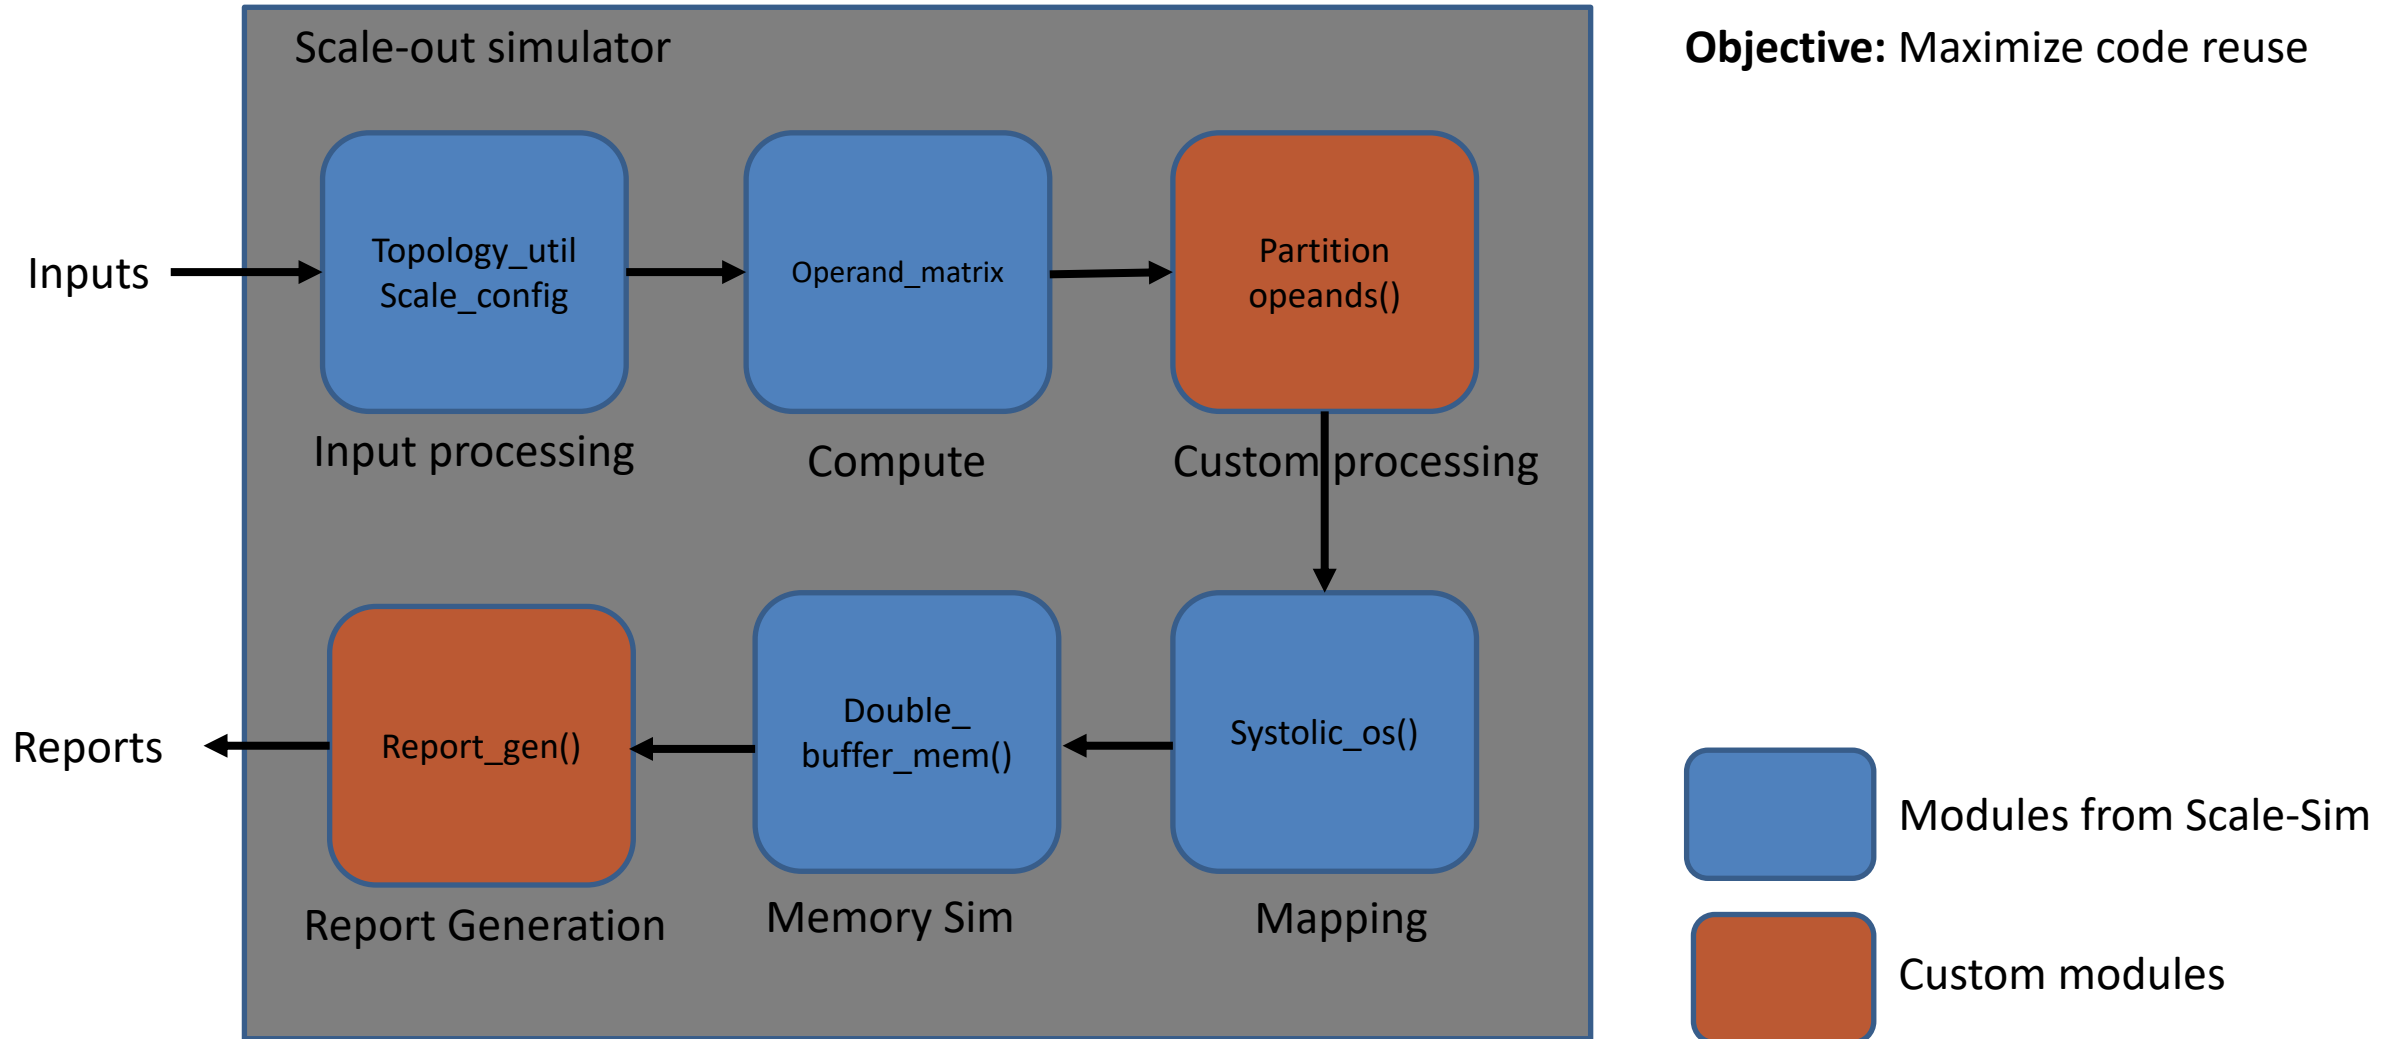 Scale-out simulator
Objective: Maximize code reuse
Inputs
Topology_util
Scale_config
Operand_matrix
Partition
opeands()
Input processing
Compute
Custom processing
Reports
Report_gen()
Double_
buffer_mem()
Systolic_os()
Report Generation
Memory Sim
Mapping
Modules from Scale-Sim
Custom modules